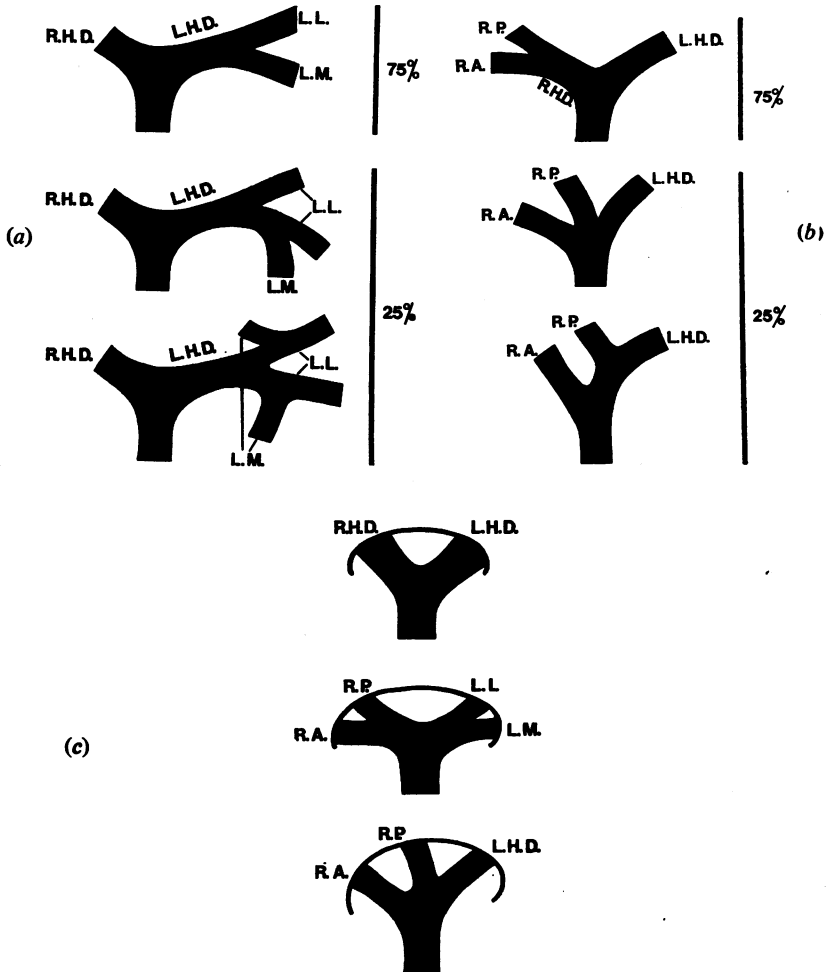 R.H.D. L.H.D. L.L.
L.M.
75%
R.P. L.H.D.
R.A.
R.H.D.
75%
(a)
R.H.D. L.H.D.
L.L.
L.M.
25%
R.H.D. L.H.D.
L.L.
L.M.
R.P. L.H.D.
R.A.
(b)
25%
R.P.
R.A. L.H.D.
R.H.D. L.H.D.
(c)
R.P. L.L
R.A. L.M.
R.P
R.A. L.H.D.